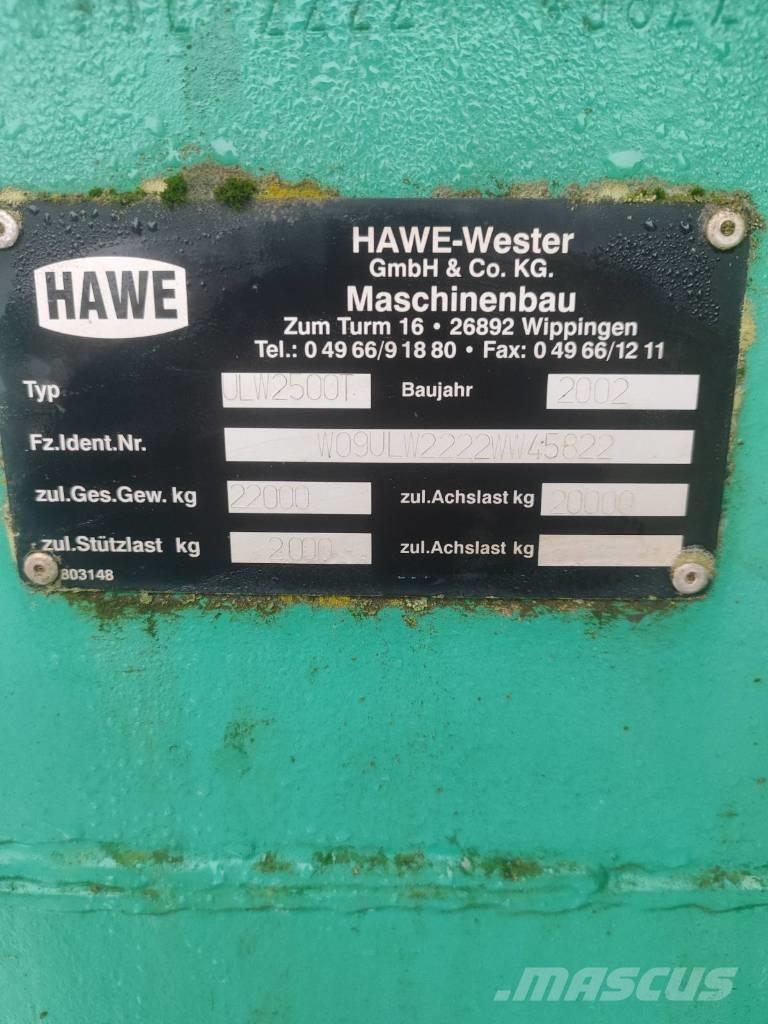 HAWE
HAWE-Wester
GmbH & Co. KG.
Maschinenbau
Zum Turm 16 • 26892 Wippingen
Tel.: 0 49 66/9 18 80 • Fax: 0 49 66/12 11
Typ ULW2500T Baujahr 2002
Fz.Ident.Nr. W09ULW2222WW45822
zul.Ges.Gew. kg 22000 zul.Achslast kg 20000
zul.Stützlast kg 2000 zul.Achslast kg
803148
MASCUS